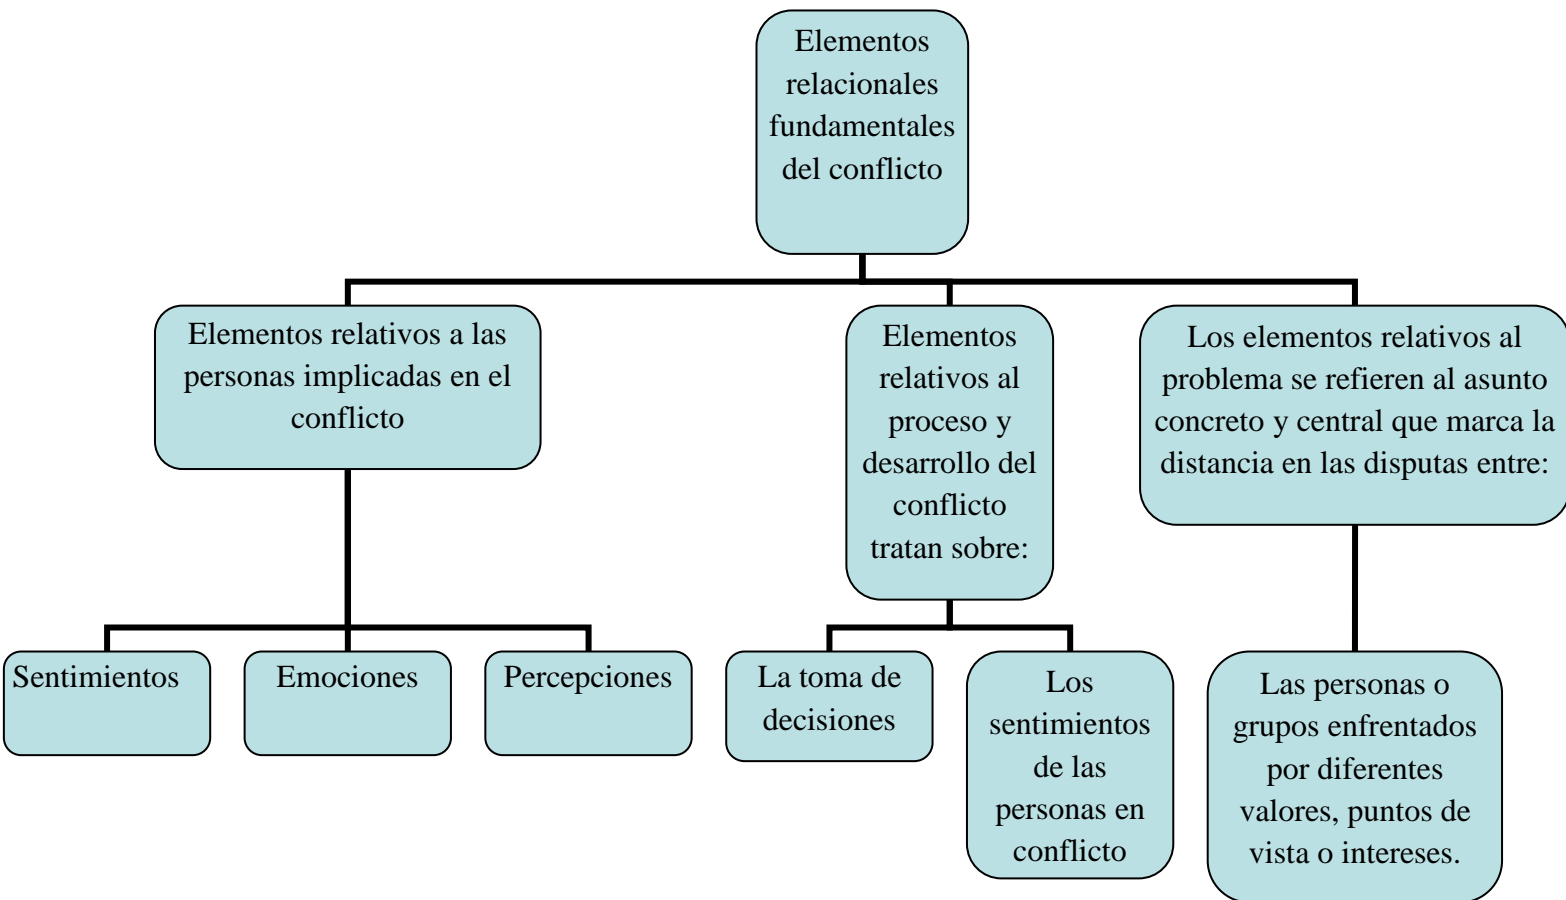 Elementos
relacionales
fundamentales
del conflicto
Elementos relativos a las
personas implicadas en el
conflicto
Elementos
relativos al
proceso y
desarrollo del
conflicto
tratan sobre:
Los elementos relativos al
problema se refieren al asunto
concreto y central que marca la
distancia en las disputas entre:
Sentimientos
Emociones
Percepciones
La toma de
decisiones
Los
sentimientos
de las
personas en
conflicto
Las personas o
grupos enfrentados
por diferentes
valores, puntos de
vista o intereses.